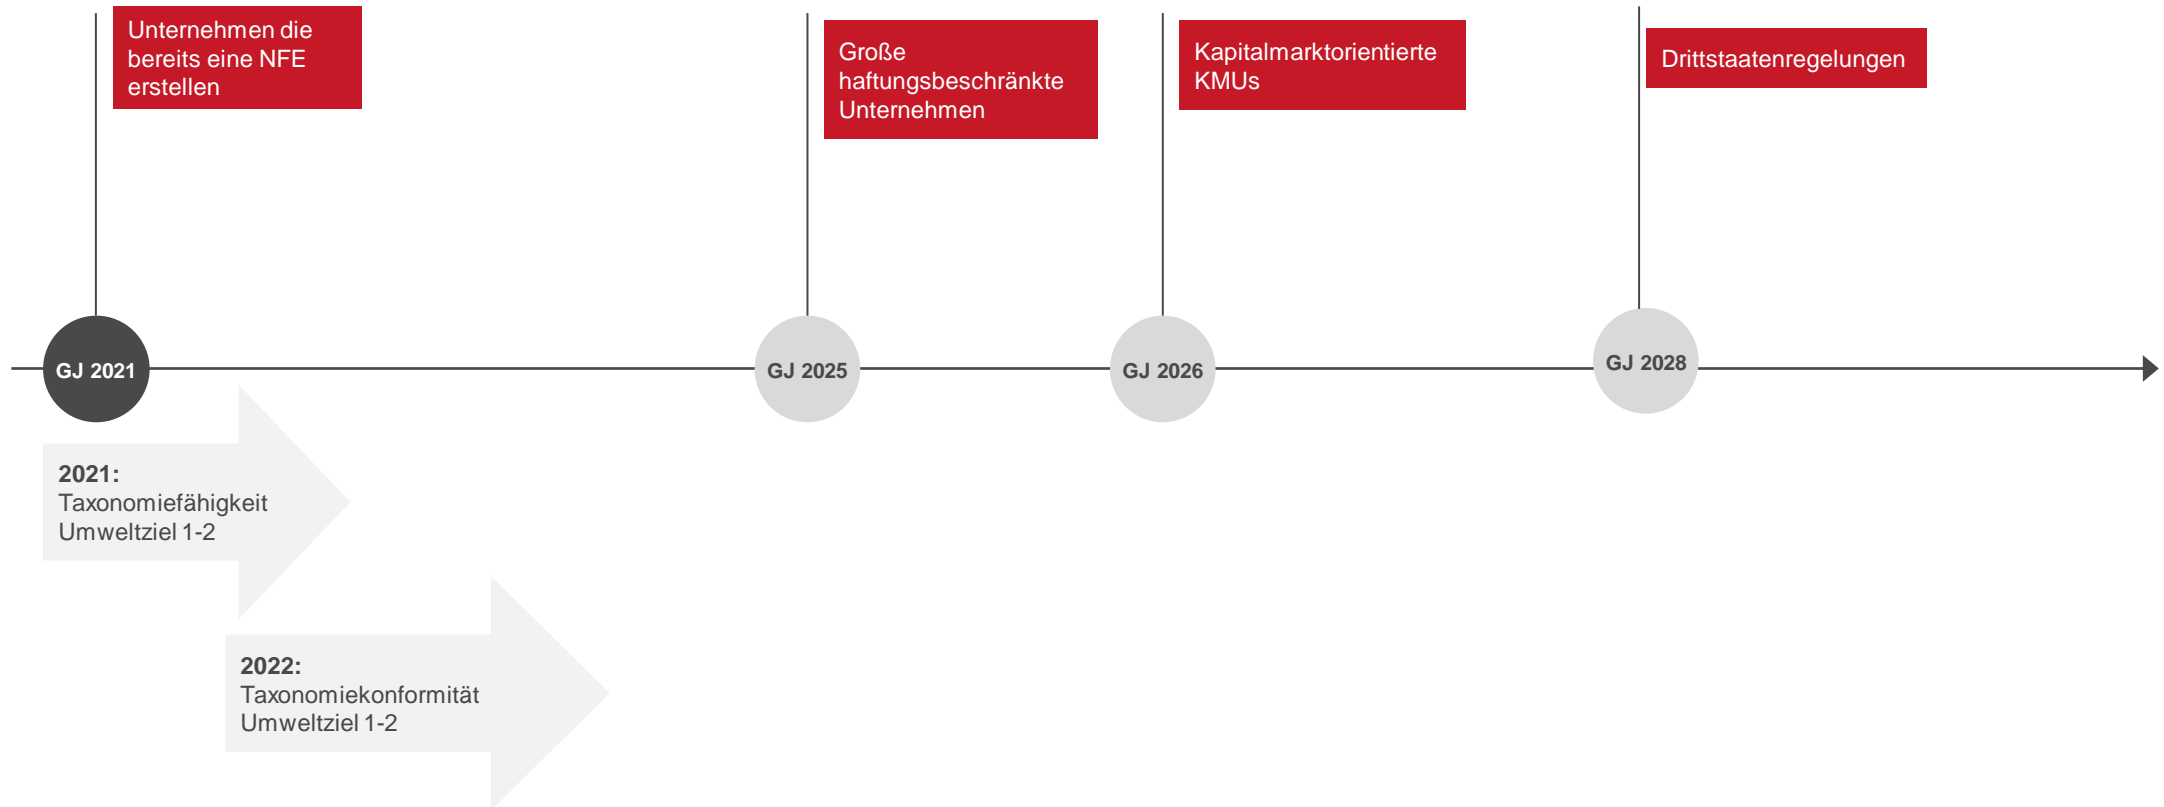 Unternehmen die
bereits eine NFE
erstellen
Große
haftungsbeschränkte
Unternehmen
Kapitalmarktorientierte
KMUs
Drittstaatenregelungen
GJ 2021
GJ 2025
GJ 2026
GJ 2028
2021:
Taxonomiefähigkeit
Umweltziel 1-2
2022:
Taxonomiekonformität
Umweltziel 1-2